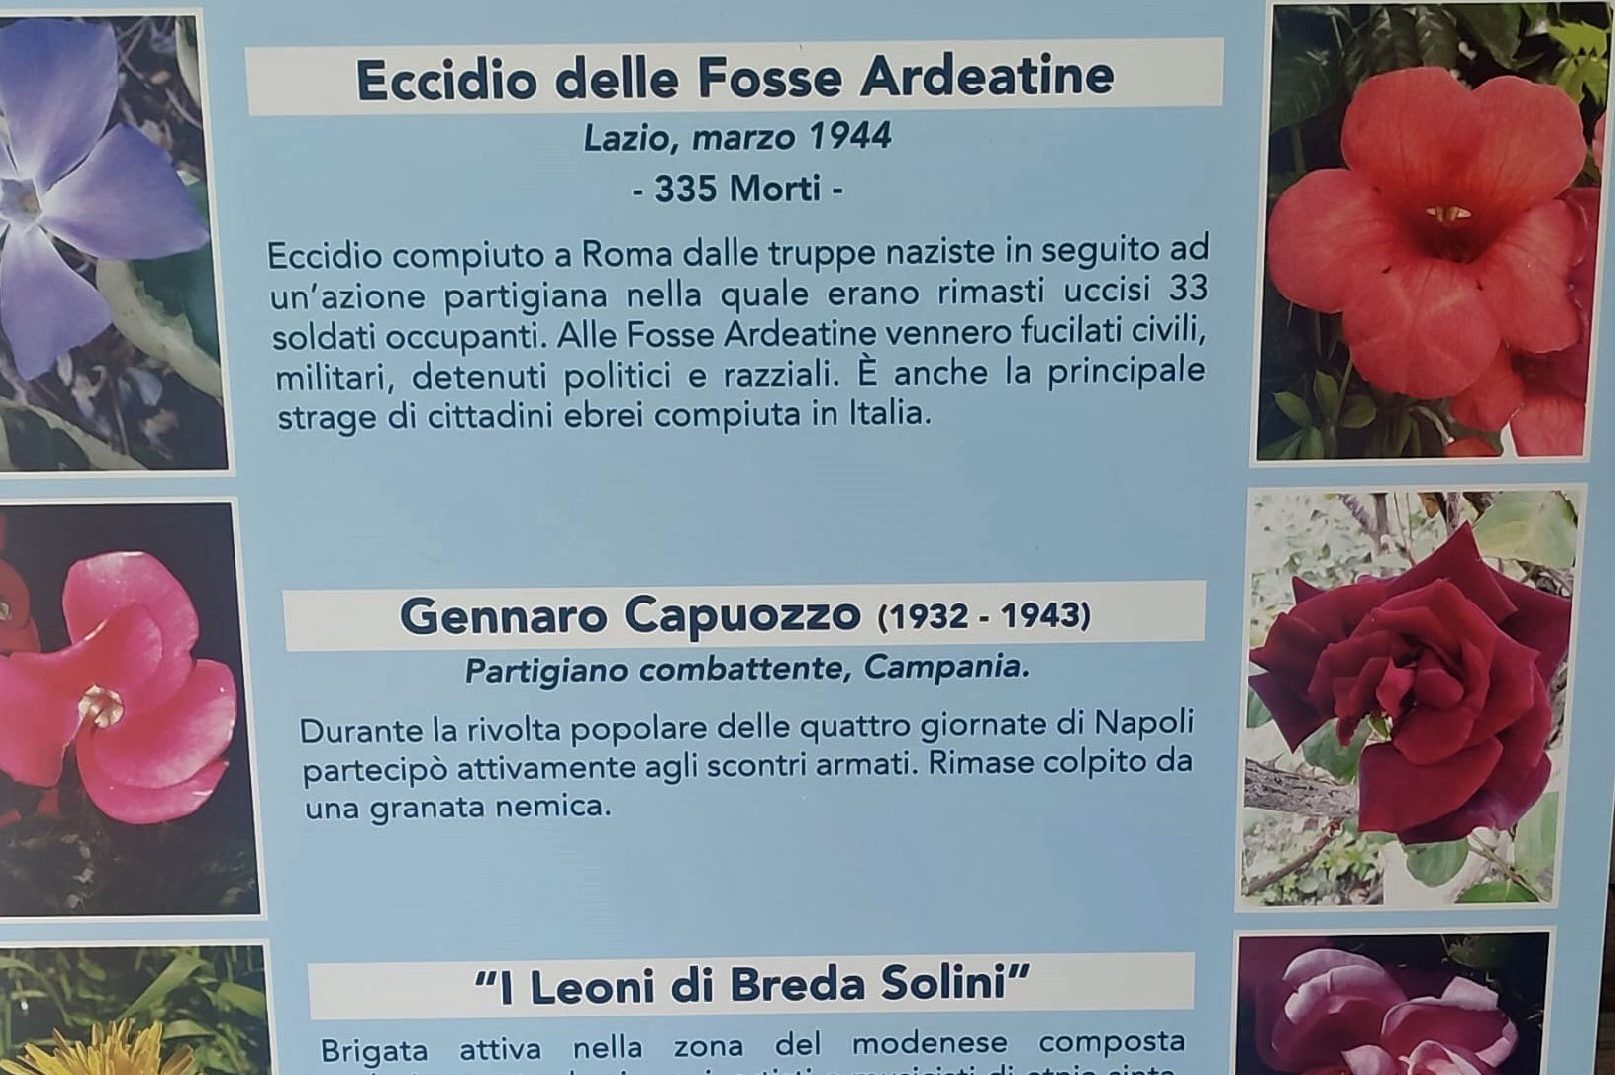 Eccidio delle Fosse Ardeatine
Lazio, marzo 1944
- 335 Morti -
Eccidio compiuto a Roma dalle truppe naziste in seguito ad
un'azione partigiana nella quale erano rimasti uccisi 33
soldati occupanti. Alle Fosse Ardeatine vennero fucilati civili,
militari, detenuti politici e razziali. È anche la principale
strage di cittadini ebrei compiuta in Italia.
Gennaro Capuozzo (1932 - 1943)
Partigiano combattente, Campania.
Durante la rivolta popolare delle quattro giornate di Napoli
partecipò attivamente agli scontri armati. Rimase colpito da
una granata nemica.
"I Leoni di Breda Solini"
Brigata attiva nella zona del modenese composta
musicisti di etnia sinta